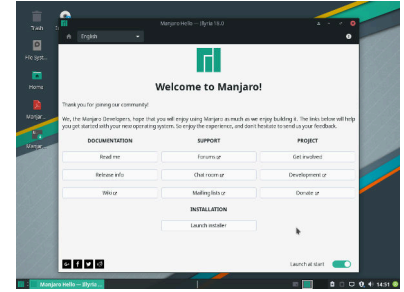 Manjaro Hello — Illyria 18.0
English
Trash
File Syst...
Home
Manjar...
Manjar...
Welcome to Manjaro!
Thank you for joining our community!
We, the Manjaro Developers, hope that you will enjoy using Manjaro as much as we enjoy building it. The links below will help
you get started with your new operating system. So enjoy the experience, and don't hesitate to send us your feedback.
DOCUMENTATION SUPPORT PROJECT
Read me Forums Get involved
Release info Chat room Development
Wiki Mailing lists Donate
INSTALLATION
Launch installer
Launch at start
Manjaro Hello — Illyria ...
14:51